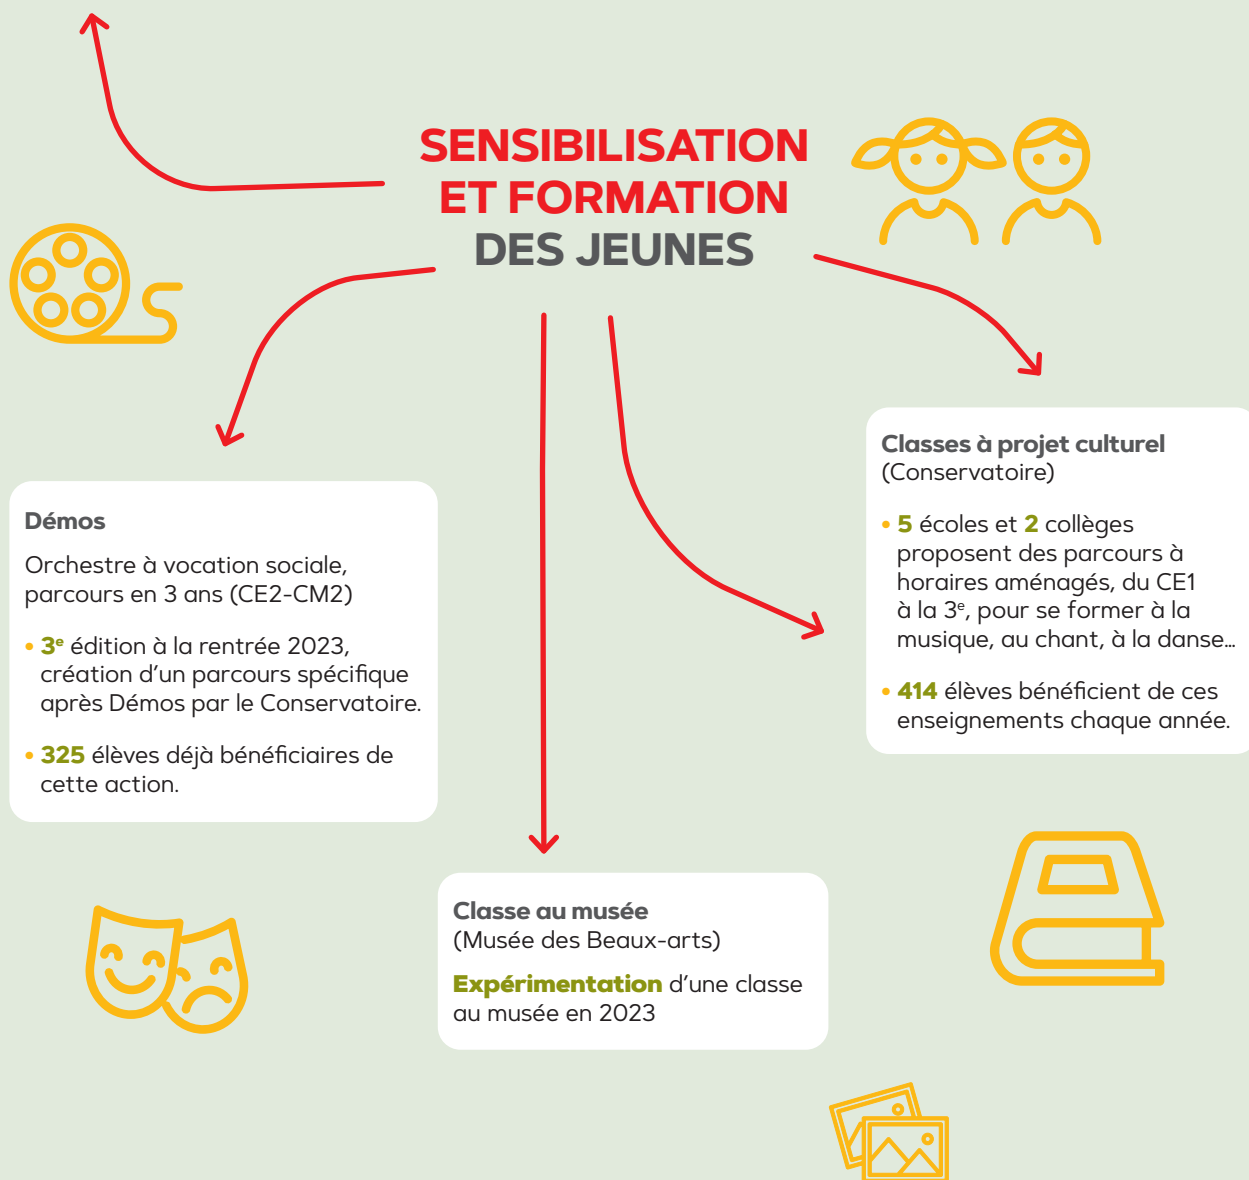 SENSIBILISATION
ET FORMATION
DES JEUNES
Démos
Orchestre à vocation sociale,
parcours en 3 ans (CE2-CM2)
• 3e édition à la rentrée 2023,
création d’un parcours spécifique
après Démos par le Conservatoire.
• 325 élèves déjà bénéficiaires de
cette action.
Classe au musée
(Musée des Beaux-arts)
Expérimentation d’une classe
au musée en 2023
Classes à projet culturel
(Conservatoire)
• 5 écoles et 2 collèges
proposent des parcours à
horaires aménagés, du CE1
à la 3e, pour se former à la
musique, au chant, à la danse…
• 414 élèves bénéficient de ces
enseignements chaque année.